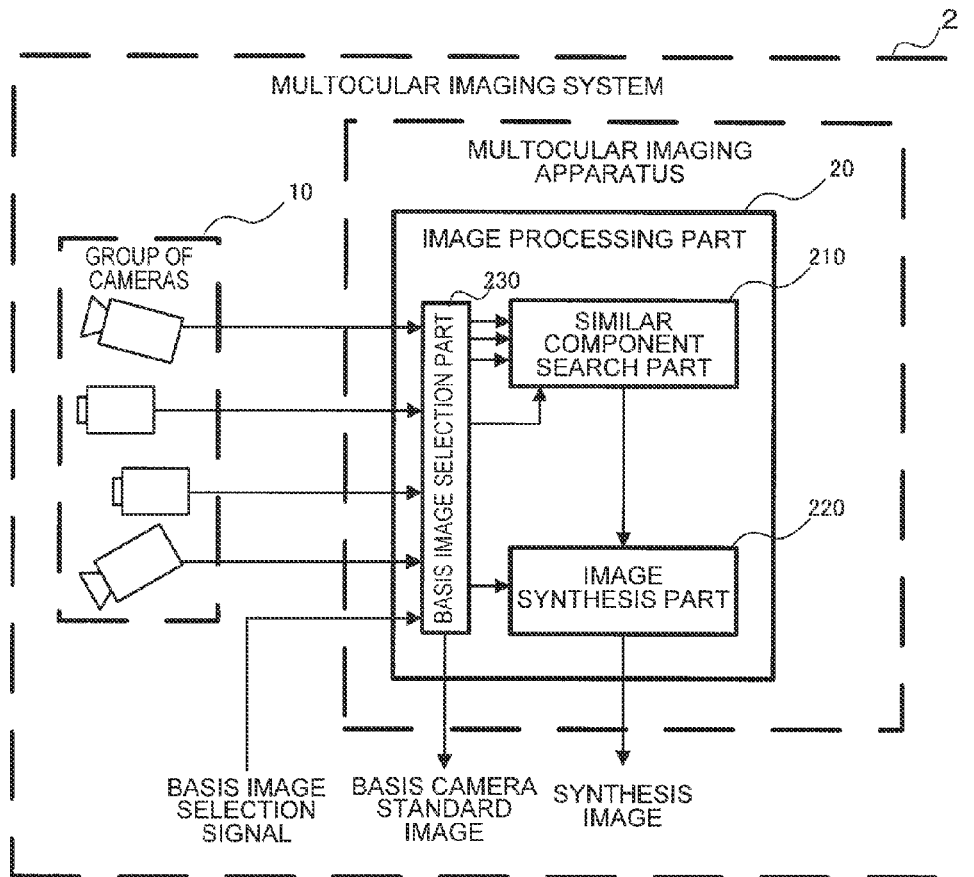 2
MULTOCULAR IMAGING SYSTEM
MULTOCULAR IMAGING
APPARATUS
10
20
GROUP OF
CAMERAS
IMAGE PROCESSING PART
230
210
BASIS IMAGE SELECTION PART
SIMILAR
COMPONENT
SEARCH PART
220
IMAGE
SYNTHESIS PART
BASIS IMAGE
SELECTION
SIGNAL
BASIS CAMERA
STANDARD
IMAGE
SYNTHESIS
IMAGE